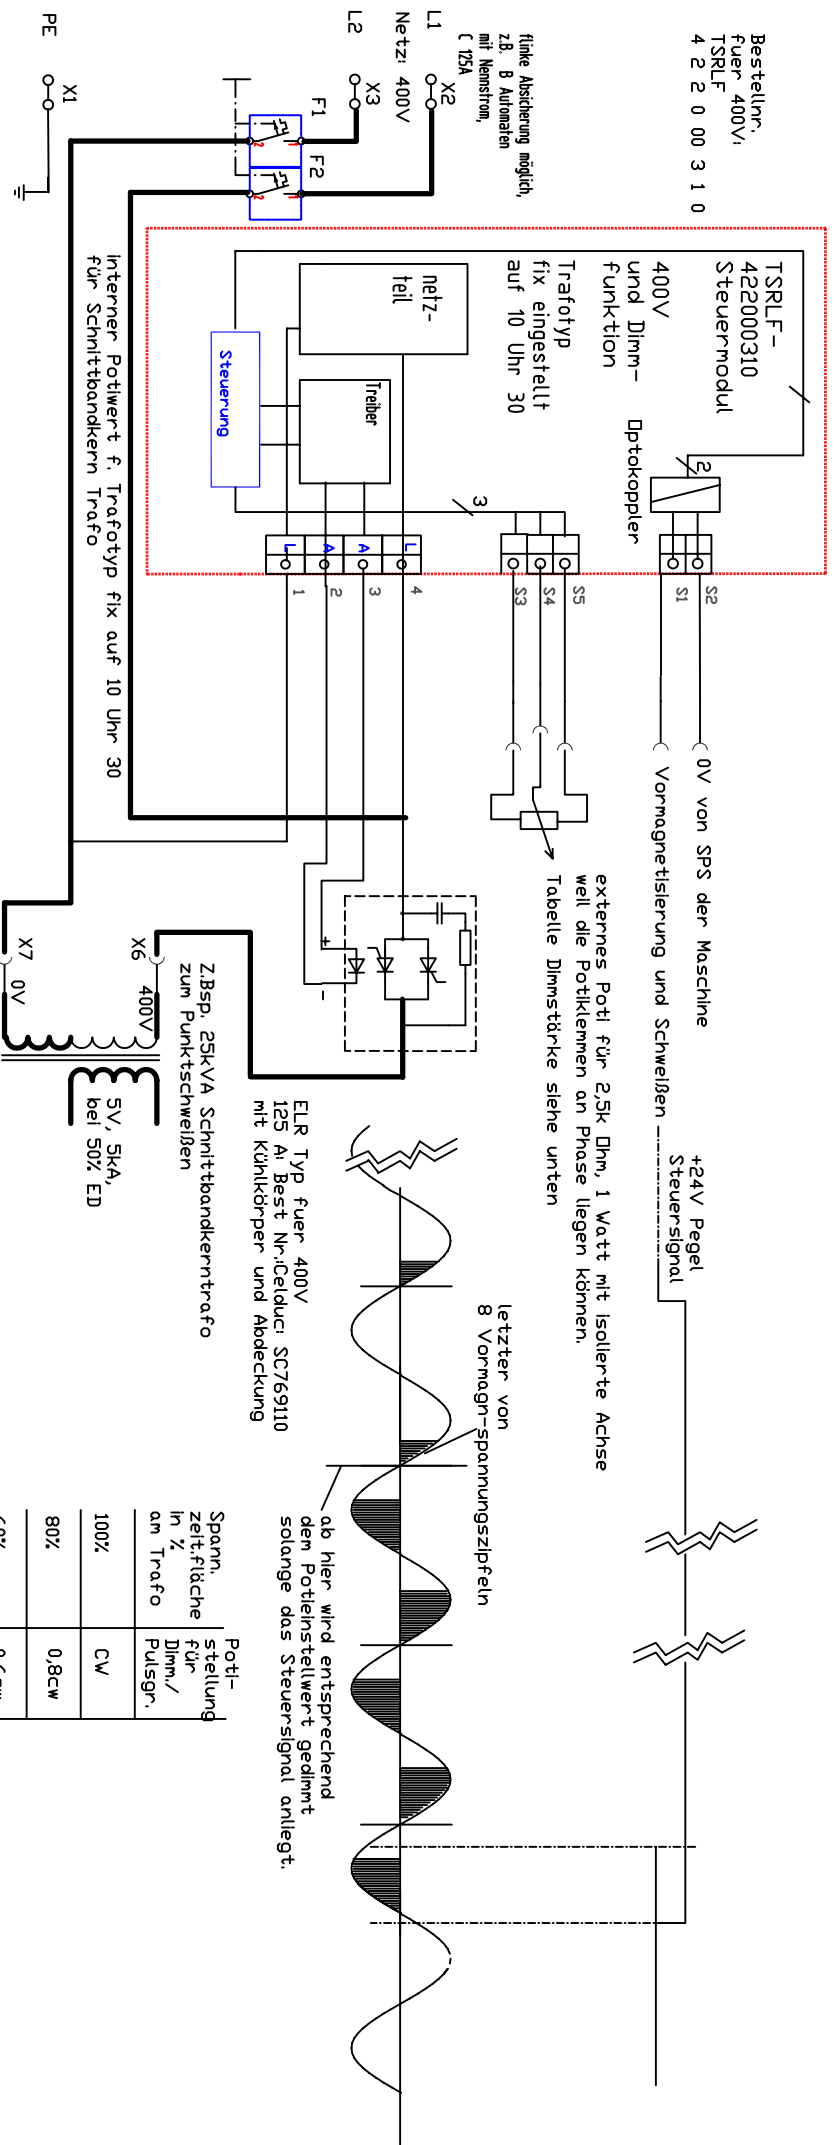 Bestellnr.
fuer 400V:
TSRLF
4 2 2 0 00 3 1 0
flinke Absicherung möglich,
z.B. B Automaten
mit Nennstrom,
C 125A
L1
X2
Netz: 400V
L2
X3
F1
F2
1
2
1
2
PE
X1
TSRLF-
422000310
Steuermodul
400V
und Dimm-
funktion
Optokoppler
2
Trafotyp
fix eingestellt
auf 10 Uhr 30
3
netz-
teil
Treiber
Steuerung
S2
S1
S5
S4
S3
L
A
A
L
4
3
2
1
interner Potiwert f. Trafotyp fix auf 10 Uhr 30
für Schnittbandkern Trafo
0V von SPS der Maschine
Vormagnetisierung und Schweißen
+24V Pegel
Steuersignal
externes Poti für 2,5k Ohm, 1 Watt mit isolierte Achse
weil die Potiklemmen an Phase liegen können.
Tabelle Dimmstärke siehe unten
+
-
ELR Typ fuer 400V
125 A: Best Nr.:Celduc: SC769110
mit Kühlkörper und Abdeckung
X6
400V
X7
0V
Z.Bsp. 25kVA Schnittbandkerntrafo
zum Punktschweißen
5V, 5kA,
bei 50% ED
letzter von
8 Vormagn-spannungszipfeln
ab hier wird entsprechend
dem Potieinstellwert gedimmt
solange das Steuersignal anliegt.
Spann.
zeit.fläche
in %
am Trafo
Poti-
stellung
für
Dimm./
Pulsgr.
100%
CW
80%
0,8cw